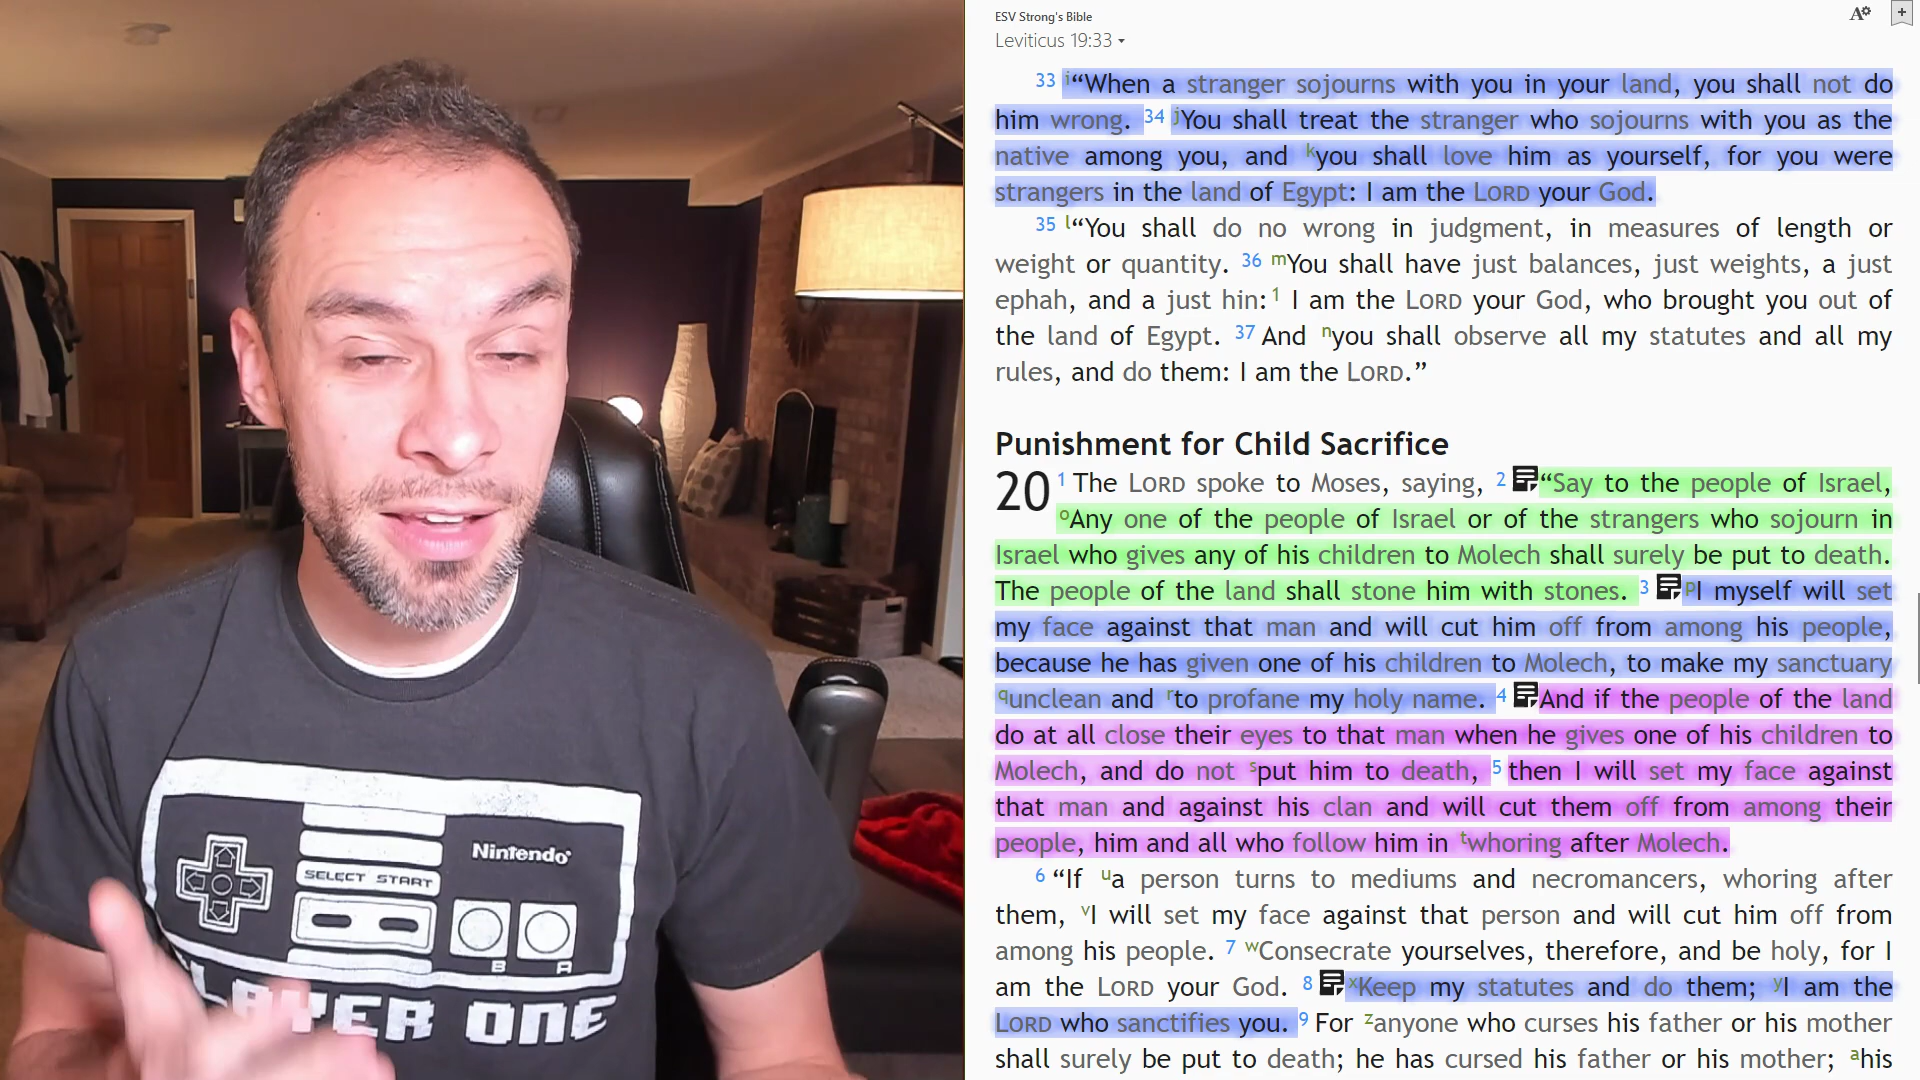 Nintendo
SELECT START
B A
PLAYER ONE
ESV Strong's Bible
Leviticus 19:33
33 i“When a stranger sojourns with you in your land, you shall not do
him wrong. 34 jYou shall treat the stranger who sojourns with you as the
native among you, and kyou shall love him as yourself, for you were
strangers in the land of Egypt: I am the LORD your God.
35 l“You shall do no wrong in judgment, in measures of length or
weight or quantity. 36 mYou shall have just balances, just weights, a just
ephah, and a just hin:1 I am the LORD your God, who brought you out of
the land of Egypt. 37 And nyou shall observe all my statutes and all my
rules, and do them: I am the LORD.”
Punishment for Child Sacrifice
20 1 The LORD spoke to Moses, saying, 2 “Say to the people of Israel,
oAny one of the people of Israel or of the strangers who sojourn in
Israel who gives any of his children to Molech shall surely be put to death.
The people of the land shall stone him with stones. 3 pI myself will set
my face against that man and will cut him off from among his people,
because he has given one of his children to Molech, to make my sanctuary
qunclean and rto profane my holy name. 4 And if the people of the land
do at all close their eyes to that man when he gives one of his children to
Molech, and do not sput him to death, 5 then I will set my face against
that man and against his clan and will cut them off from among their
people, him and all who follow him in twhoring after Molech.
6 “If ua person turns to mediums and necromancers, whoring after
them, vI will set my face against that person and will cut him off from
among his people. 7 wConsecrate yourselves, therefore, and be holy, for I
am the LORD your God. 8 xKeep my statutes and do them; yI am the
LORD who sanctifies you. 9 For zanyone who curses his father or his mother
shall surely be put to death; he has cursed his father or his mother; ahis